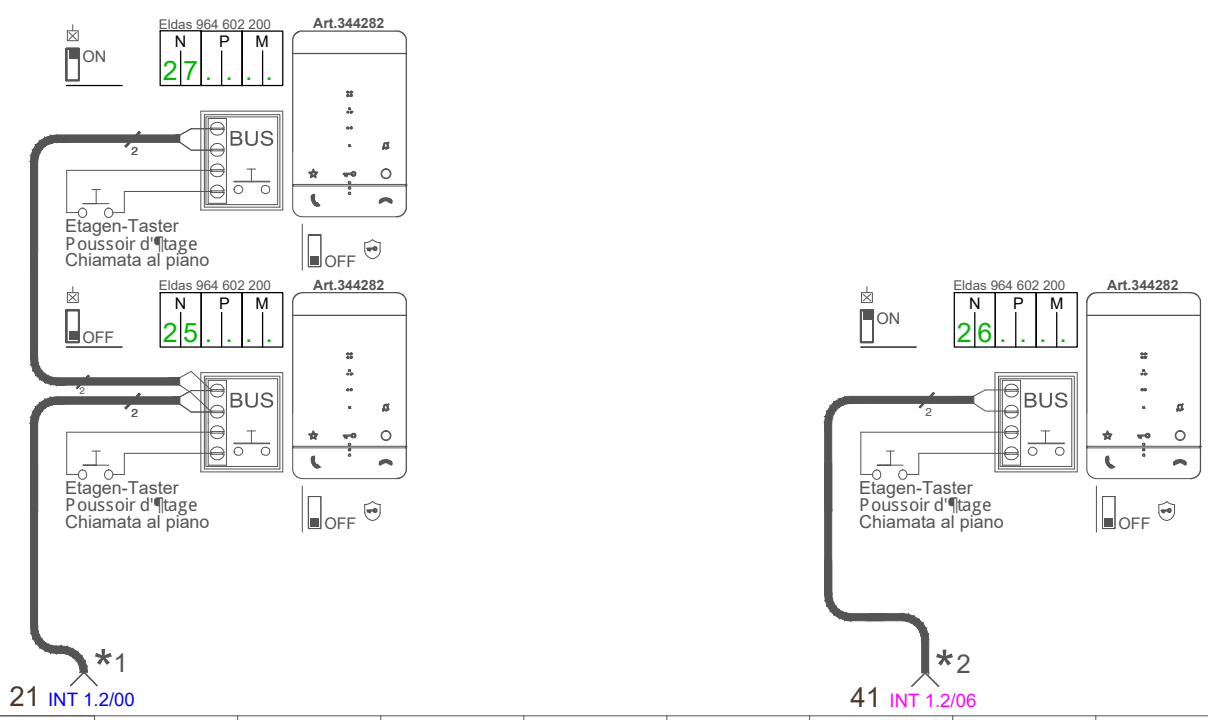 Eldas 964 602 200 Art.344282
ON
N P M
27. . . .
BUS
2
Etagen-Taster
Poussoir d'¶tage
Chiamata al piano
OFF
Eldas 964 602 200 Art.344282
OFF
N P M
25. . . .
2
BUS
2
Etagen-Taster
Poussoir d'¶tage
Chiamata al piano
OFF
*1
21 INT 1.2/00
Eldas 964 602 200 Art.344282
ON
N P M
26. . . .
BUS
2
Etagen-Taster
Poussoir d'¶tage
Chiamata al piano
OFF
*2
41 INT 1.2/06